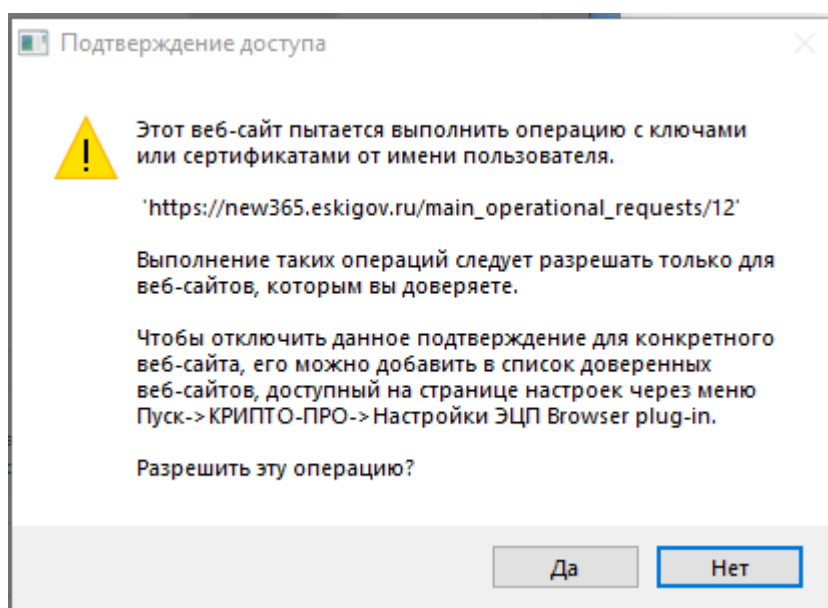 Подтверждение доступа
Этот веб-сайт пытается выполнить операцию с ключами
или сертификатами от имени пользователя.
'https://new365.eskigov.ru/main_operational_requests/12'
Выполнение таких операций следует разрешать только для
веб-сайтов, которым вы доверяете.
Чтобы отключить данное подтверждение для конкретного
веб-сайта, его можно добавить в список доверенных
веб-сайтов, доступный на странице настроек через меню
Пуск->КРИПТО-ПРО->Настройки ЭЦП Browser plug-in.
Разрешить эту операцию?
Да
Нет